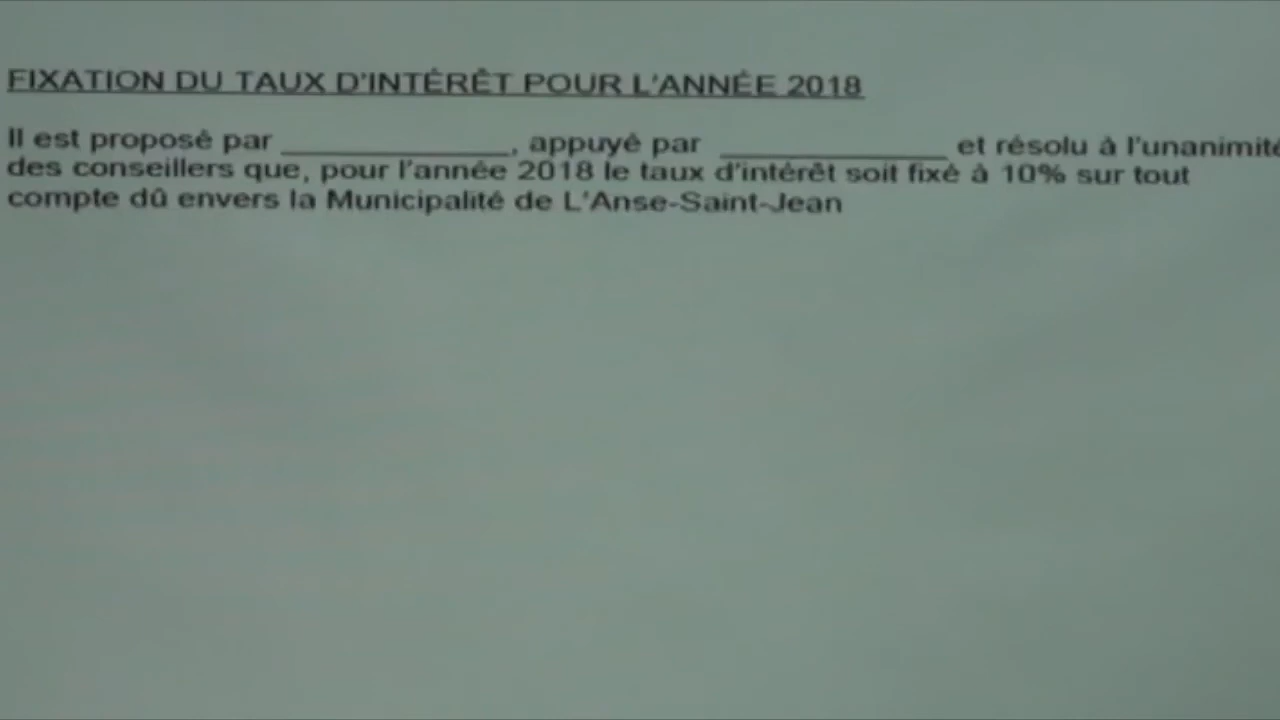 FIXATION DU TAUX D'INTÉRÊT POUR L'ANNÉE 2018
Il est proposé par _______________, appuyé par _______________ et résolu à l'unanimité
des conseillers que, pour l'année 2018 le taux d'intérêt soit fixé à 10% sur tout
compte dû envers la Municipalité de L'Anse-Saint-Jean